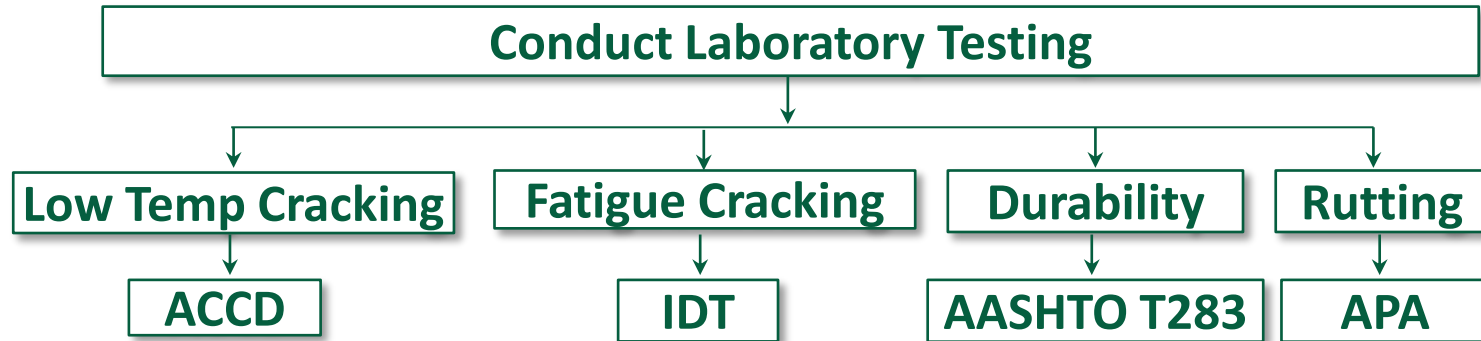 Conduct Laboratory Testing
Low Temp Cracking
Fatigue Cracking
Durability
Rutting
ACCD
IDT
AASHTO T283
APA